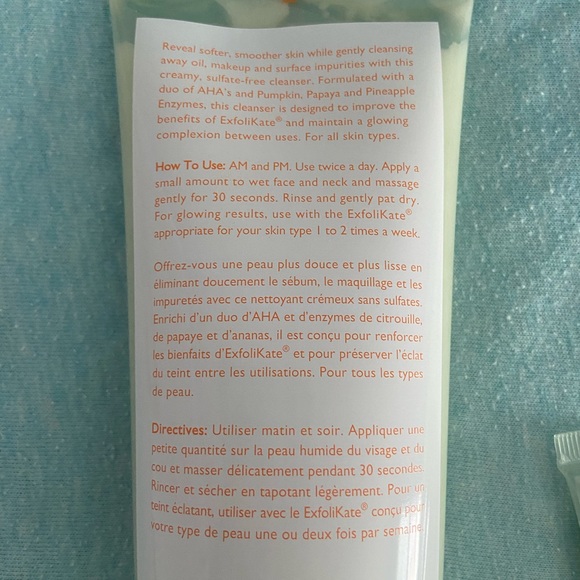 Reveal softer, smoother skin while gently cleansing
away oil, makeup and surface impurities with this
creamy, sulfate-free cleanser. Formulated with a
duo of AHA's and Pumpkin, Papaya and Pineapple
Enzymes, this cleanser is designed to improve the
benefits of ExfoliKate® and maintain a glowing
complexion between uses. For all skin types.
How To Use: AM and PM. Use twice a day. Apply a
small amount to wet face and neck and massage
gently for 30 seconds. Rinse and gently pat dry.
For glowing results, use with the ExfoliKate®
appropriate for your skin type 1 to 2 times a week.
Offrez-vous une peau plus douce et plus lisse en
éliminant doucement le sébum, le maquillage et les
impuretés avec ce nettoyant crémeux sans sulfates.
Enrichi d'un duo d'AHA et d'enzymes de citrouille,
de papaye et d'ananas, il est conçu pour renforcer
les bienfaits d'ExfoliKate® et pour préserver l'éclat
du teint entre les utilisations. Pour tous les types
de peau.
Directives: Utiliser matin et soir. Appliquer une
petite quantité sur la peau humide du visage et du
cou et masser délicatement pendant 30 secondes.
Rincer et sécher en tapotant légèrement. Pour un
teint éclatant, utiliser avec le ExfoliKate® conçu pour
votre type de peau une ou deux fois par semaine.